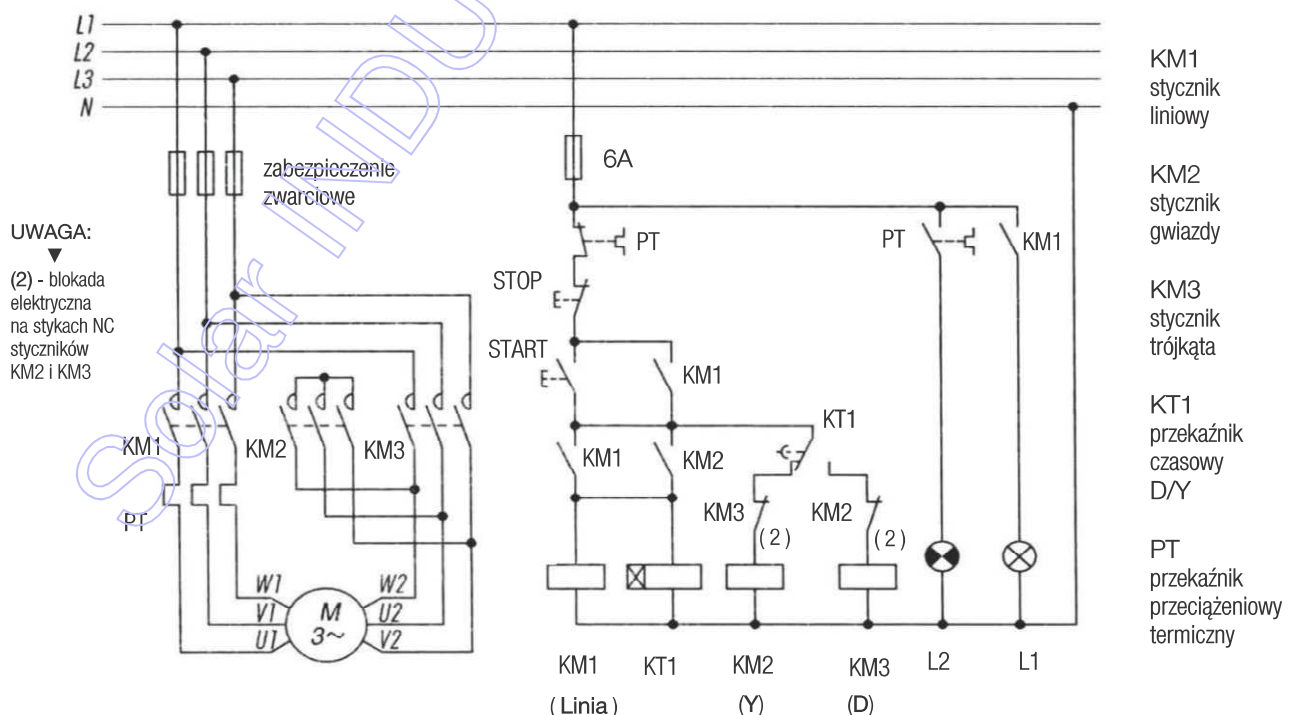 L1
L2
L3
N
zabezpieczenie
zwarciowe
6A
UWAGA:
(2) - blokada
elektryczna
na stykach NC
styczników
KM2 i KM3
PT
STOP
START
KM1
PT
KM1
KT1
KM1
KM2
KM3
KM1
KM2
KM3
(2)
KM2
(2)
PT
W1
V1
U1
M
3~
W2
U2
V2
KM1
(Linia)
KT1
KM2
(Y)
KM3
(D)
L2
L1
KM1
stycznik
liniowy
KM2
stycznik
gwiazdy
KM3
stycznik
trójkąta
KT1
przekaźnik
czasowy
D/Y
PT
przekaźnik
przeciążeniowy
termiczny
Solar INDU